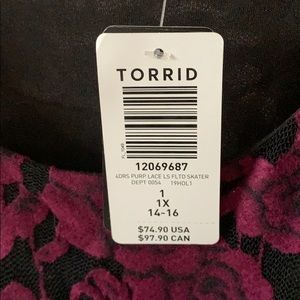 TORRID
12069687
4DRS PURP LACE LS FLTD SKATER
DEPT 0054 19HOL1
1
1X
14-16
$74.90 USA
$97.90 CAN